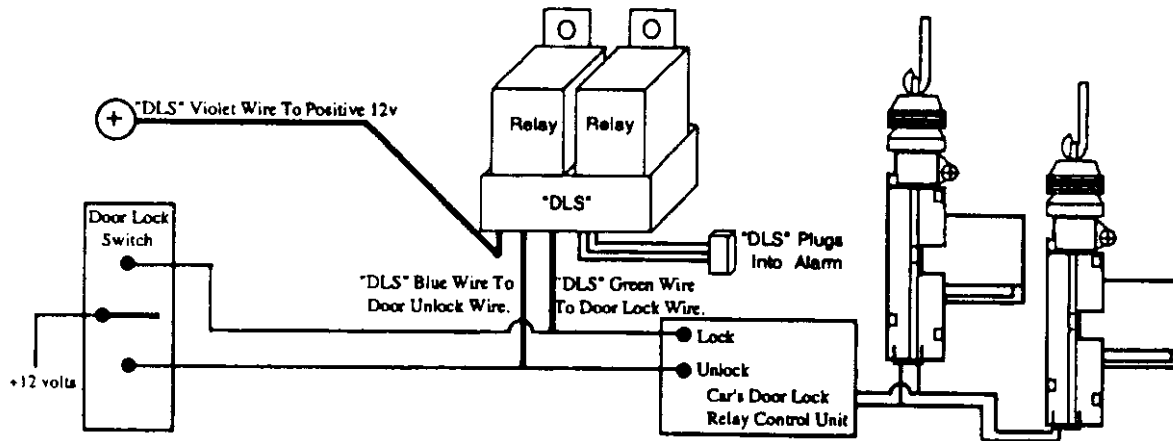 "DLS" Violet Wire To Positive 12v
Relay
Relay
"DLS"
Door Lock
Switch
"DLS" Plugs
Into Alarm
"DLS" Blue Wire To
Door Unlock Wire.
"DLS" Green Wire
To Door Lock Wire.
+12 volts
Lock
Unlock
Car's Door Lock
Relay Control Unit